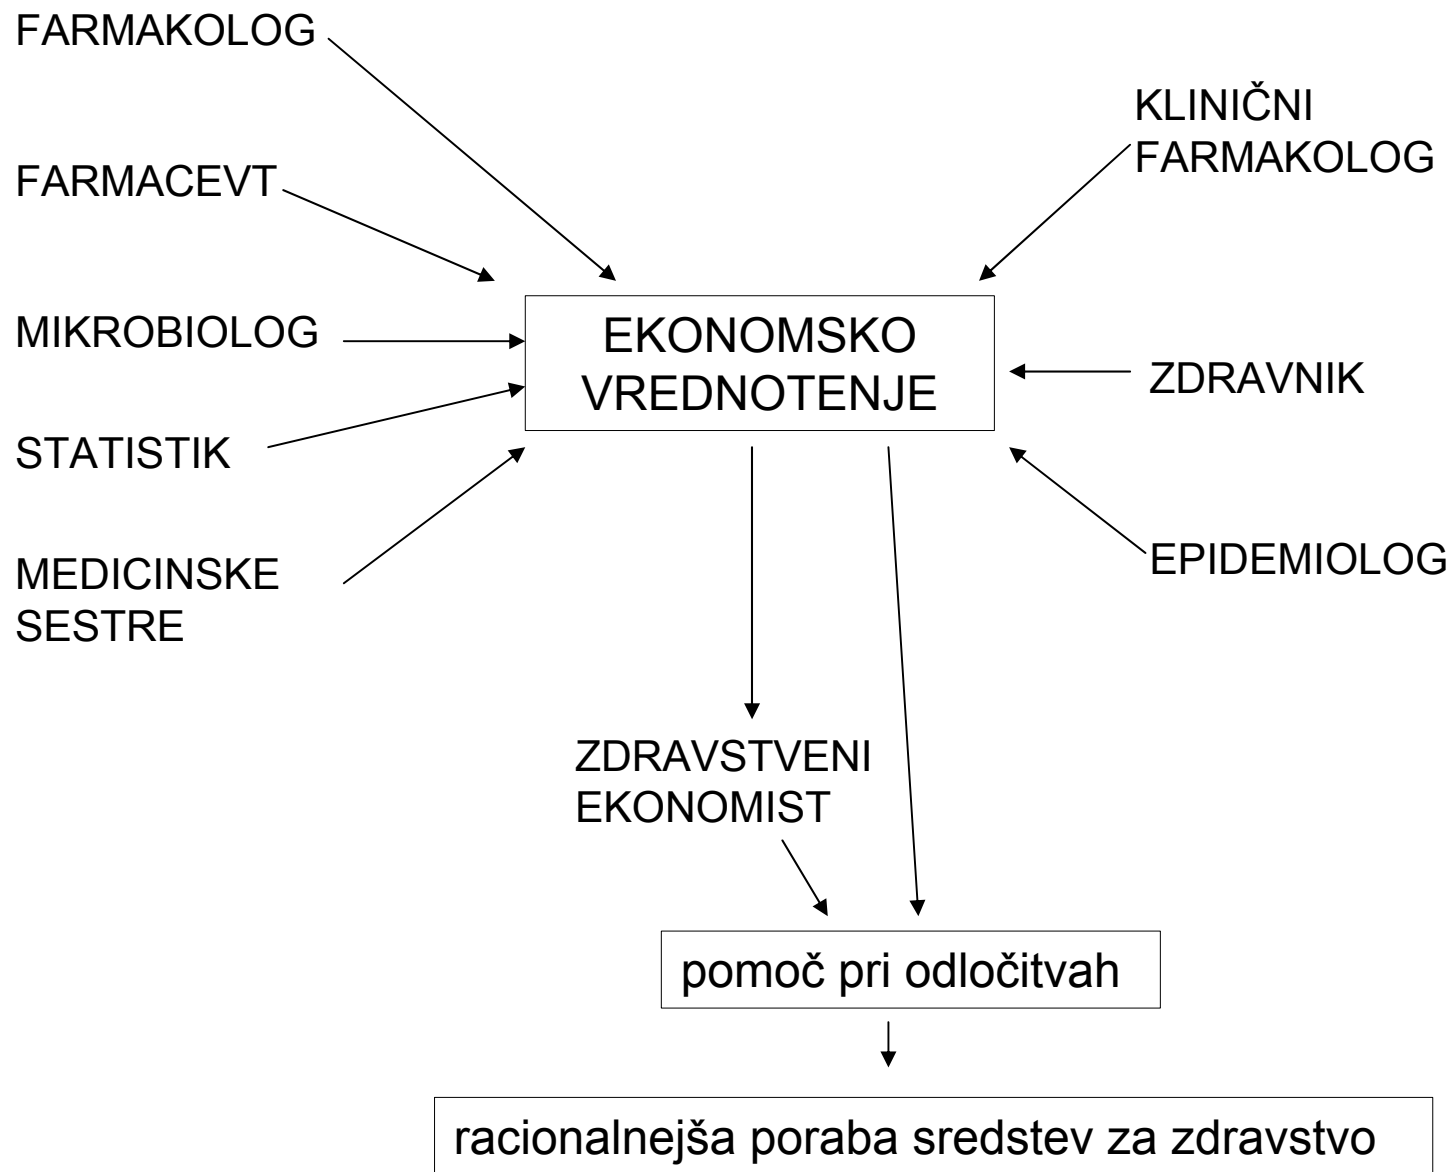 FARMAKOLOG
KLINIČNI
FARMAKOLOG
FARMACEVT
MIKROBIOLOG
EKONOMSKO
VREDNOTENJE
ZDRAVNIK
STATISTIK
MEDICINSKE
SESTRE
EPIDEMIOLOG
ZDRAVSTVENI
EKONOMIST
pomoč pri odločitvah
racionalnejša poraba sredstev za zdravstvo